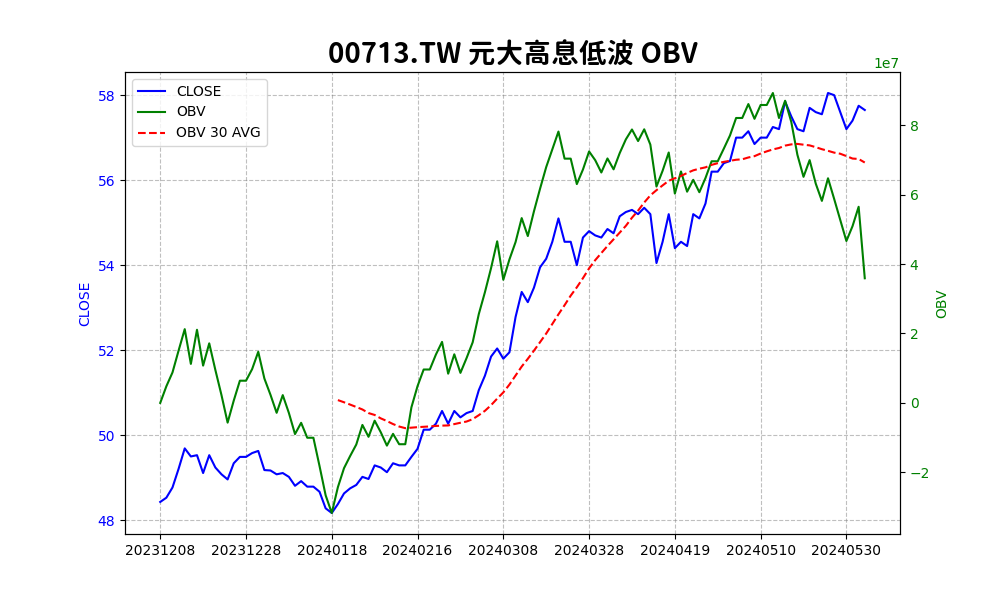 00713.TW 元大高息低波 OBV
1e7
CLOSE
OBV
OBV 30 AVG
58
56
54
52
50
48
CLOSE
8
6
4
2
0
−2
OBV
20231208 20231228 20240118 20240216 20240308 20240328 20240419 20240510 20240530